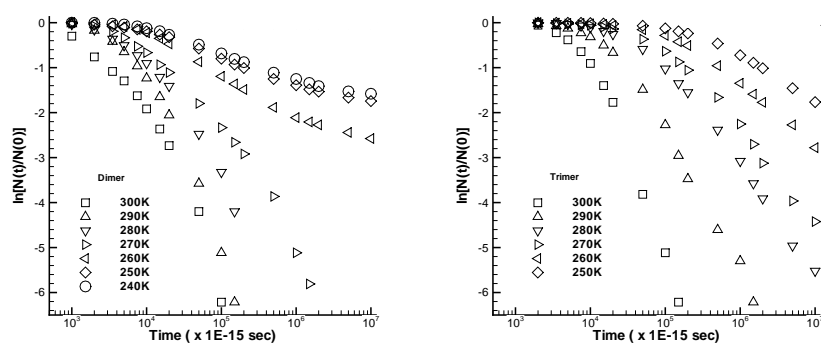 ln[N(t)/N(0)]
0
-1
-2
-3
-4
-5
-6
Dimer
300K
290K
280K
270K
260K
250K
240K
10³ 10⁴ 10⁵ 10⁶ 10⁷
Time ( x 1E-15 sec)
ln[N(t)/N(0)]
0
-1
-2
-3
-4
-5
-6
Trimer
300K
290K
280K
270K
260K
250K
10³ 10⁴ 10⁵ 10⁶ 10⁷
Time ( x 1E-15 sec)